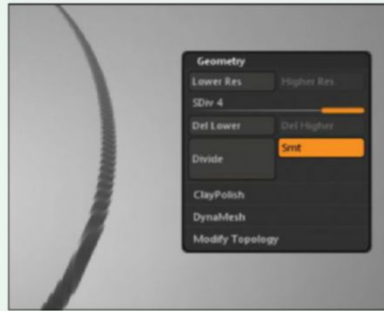 Geometry
Lower Res Higher Res
SDiv 4
Del Lower Del Higher
Divide Smt
ClayPolish
DynaMesh
Modify Topology